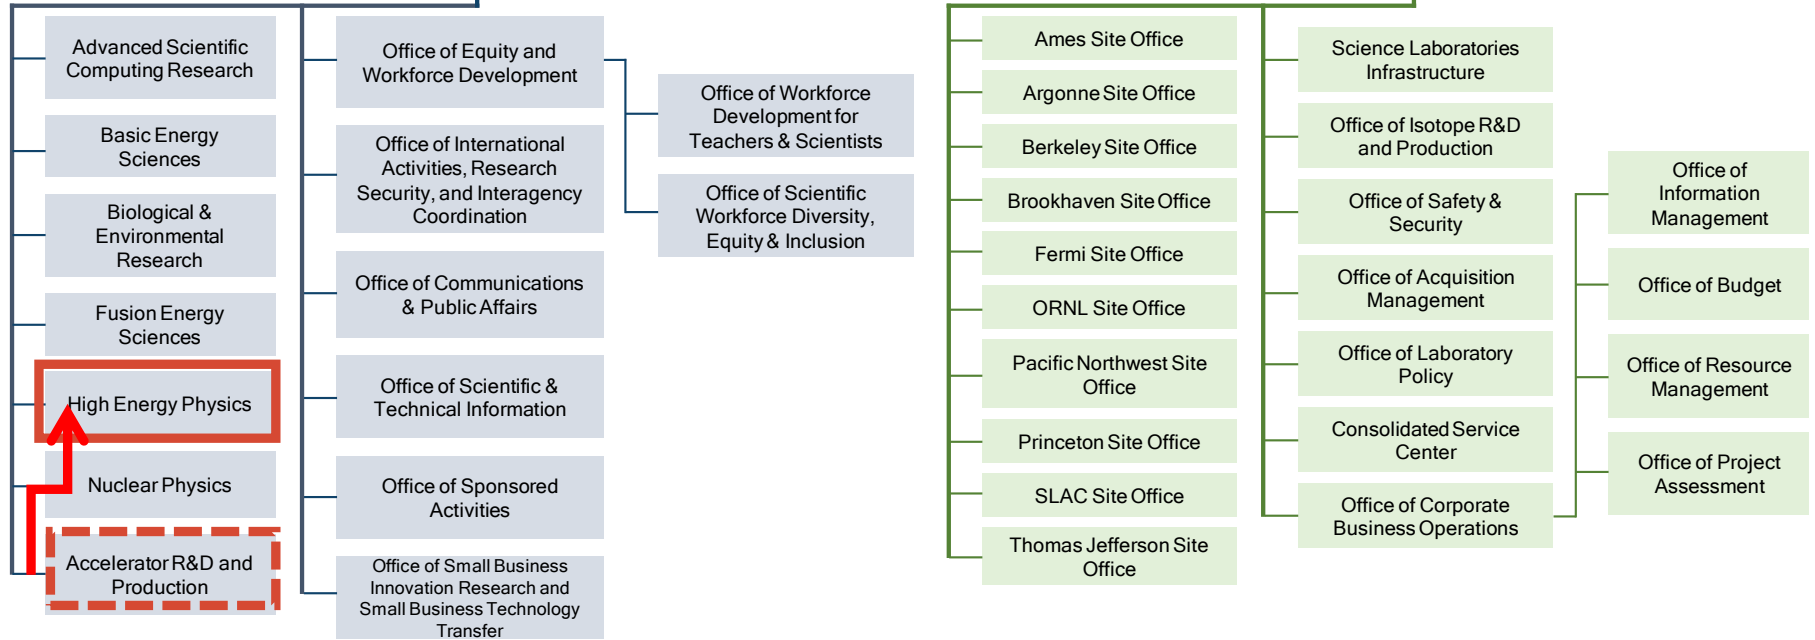 Advanced Scientific
Computing Research
Basic Energy
Sciences
Biological &
Environmental
Research
Fusion Energy
Sciences
High Energy Physics
Nuclear Physics
Accelerator R&D and
Production
Office of Equity and
Workforce Development
Office of International
Activities, Research
Security, and Interagency
Coordination
Office of Communications
& Public Affairs
Office of Scientific &
Technical Information
Office of Sponsored
Activities
Office of Small Business
Innovation Research and
Small Business Technology
Transfer
Office of Workforce
Development for
Teachers & Scientists
Office of Scientific
Workforce Diversity,
Equity & Inclusion
Ames Site Office
Argonne Site Office
Berkeley Site Office
Brookhaven Site Office
Fermi Site Office
ORNL Site Office
Pacific Northwest Site
Office
Princeton Site Office
SLAC Site Office
Thomas Jefferson Site
Office
Science Laboratories
Infrastructure
Office of Isotope R&D
and Production
Office of Safety &
Security
Office of Acquisition
Management
Office of Laboratory
Policy
Consolidated Service
Center
Office of Corporate
Business Operations
Office of
Information
Management
Office of Budget
Office of Resource
Management
Office of Project
Assessment